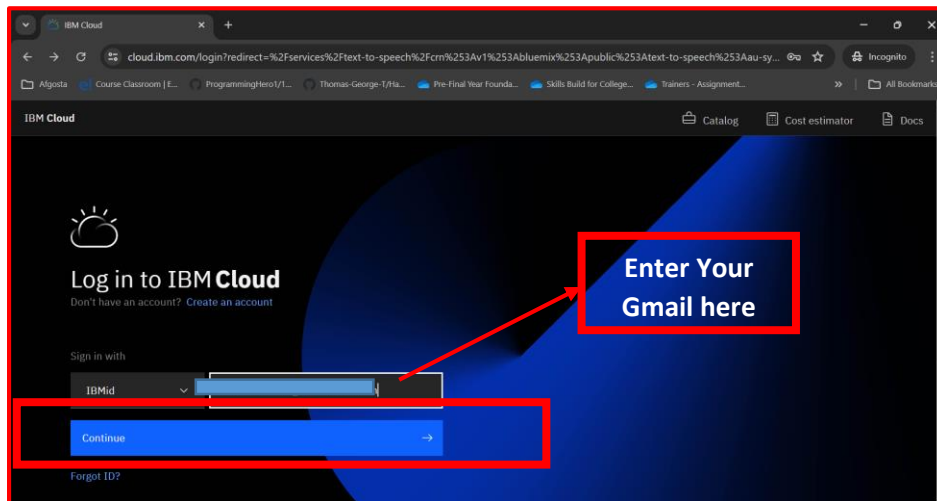 IBM Cloud
cloud.ibm.com/login?redirect=%2Fservices%2Ftext-to-speech%2Fcrn%253Av1%253Abluemix%253Apublic%253Atext-to-speech%253Aau-sy...
Incognito
Afgosta
Course Classroom | E...
ProgrammingHero1/1...
Thomas-George-T/Ha...
Pre-Final Year Founda...
Skills Build for College...
Trainers - Assignment...
»
All Bookmarks
IBM Cloud
Catalog
Cost estimator
Docs
Log in to IBM Cloud
Don't have an account? Create an account
Enter Your
Gmail here
Sign in with
IBMid
Continue
Forgot ID?